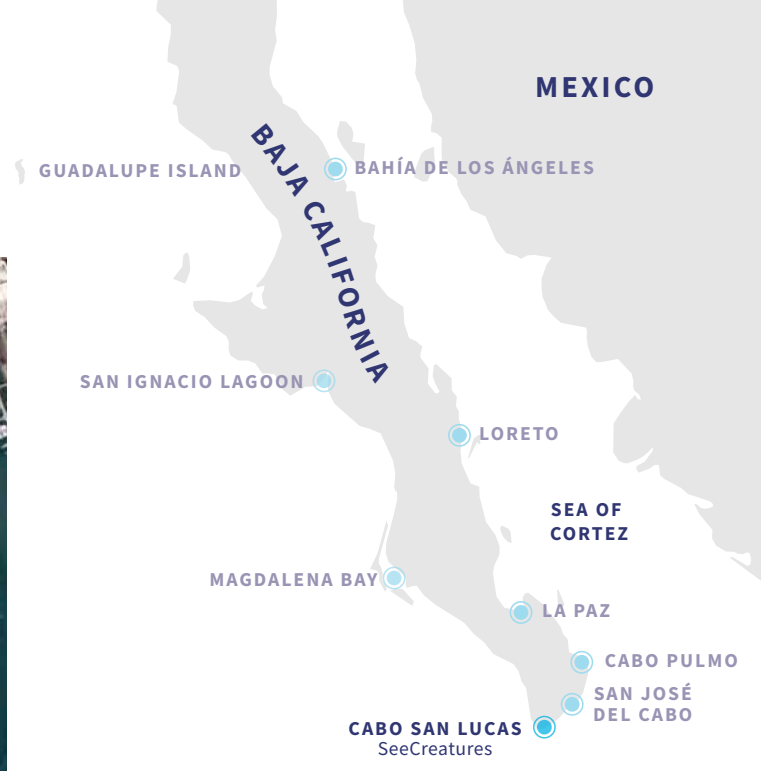 MEXICO
BAJA CALIFORNIA
GUADALUPE ISLAND
BAHÍA DE LOS ÁNGELES
SAN IGNACIO LAGOON
LORETO
SEA OF
CORTEZ
MAGDALENA BAY
LA PAZ
CABO PULMO
SAN JOSÉ
DEL CABO
CABO SAN LUCAS
SeeCreatures